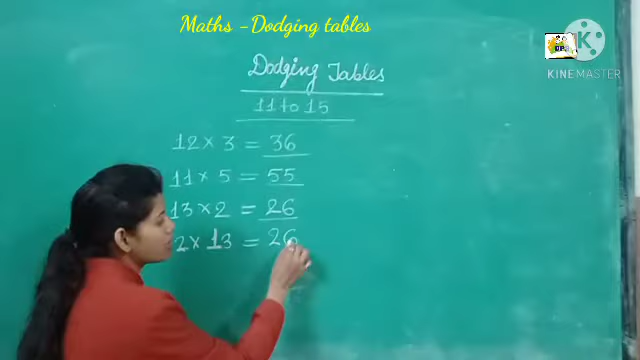 Maths - Dodging tables
KINEMASTER
Dodging Tables
11 to 15
12 × 3 = 36
11 × 5 = 55
13 × 2 = 26
2 × 13 = 26